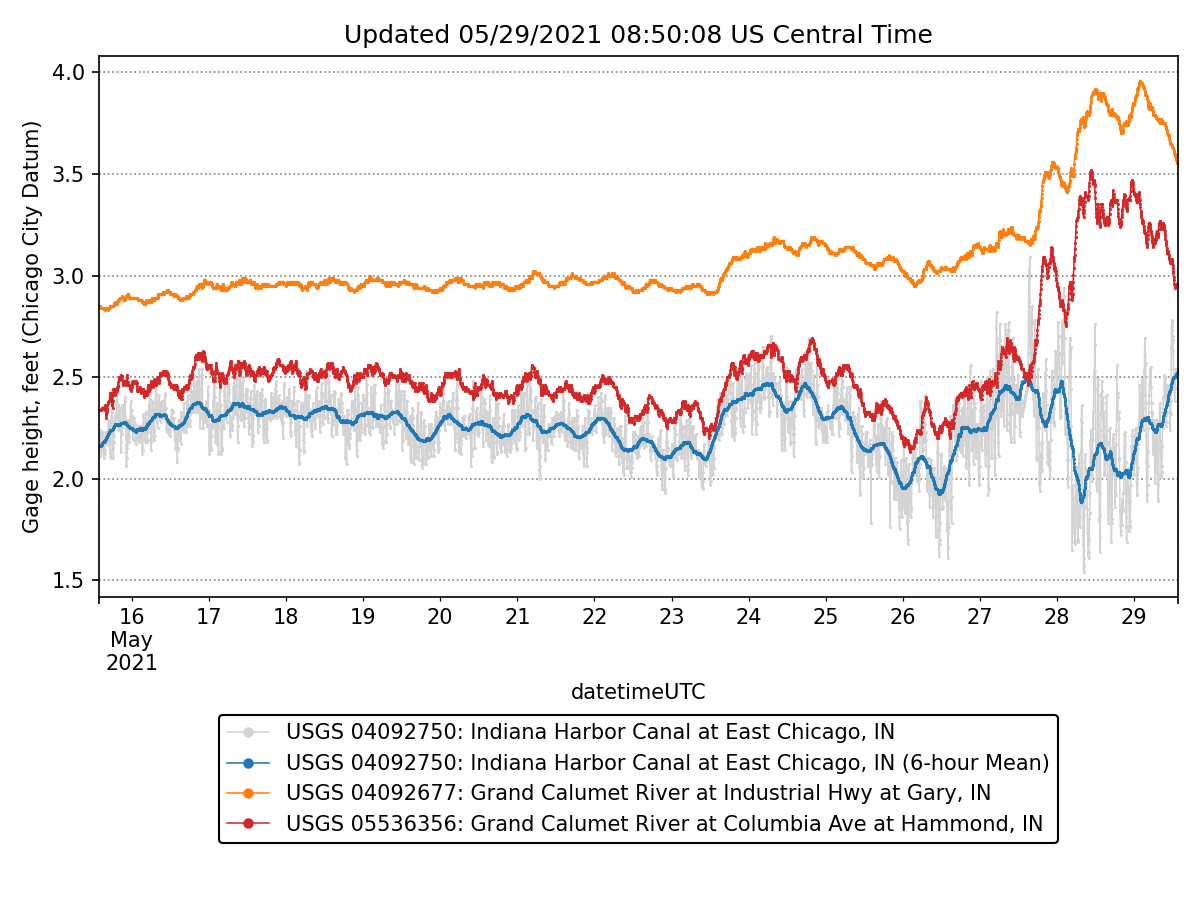 Updated 05/29/2021 08:50:08 US Central Time
Gage height, feet (Chicago City Datum)
4.0
3.5
3.0
2.5
2.0
1.5
16 17 18 19 20 21 22 23 24 25 26 27 28 29
May
2021
datetimeUTC
USGS 04092750: Indiana Harbor Canal at East Chicago, IN
USGS 04092750: Indiana Harbor Canal at East Chicago, IN (6-hour Mean)
USGS 04092677: Grand Calumet River at Industrial Hwy at Gary, IN
USGS 05536356: Grand Calumet River at Columbia Ave at Hammond, IN